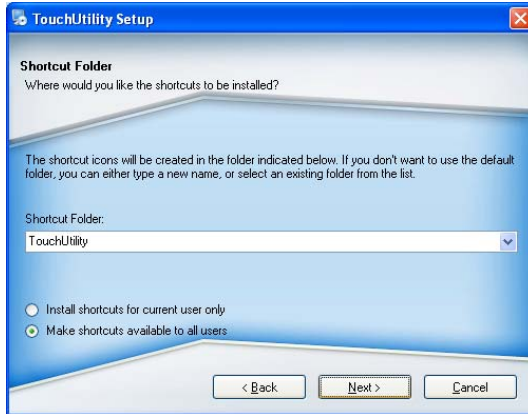 TouchUtility Setup
Shortcut Folder
Where would you like the shortcuts to be installed?
The shortcut icons will be created in the folder indicated below. If you don't want to use the default
folder, you can either type a new name, or select an existing folder from the list.
Shortcut Folder:
TouchUtility
Install shortcuts for current user only
Make shortcuts available to all users
< Back
Next >
Cancel